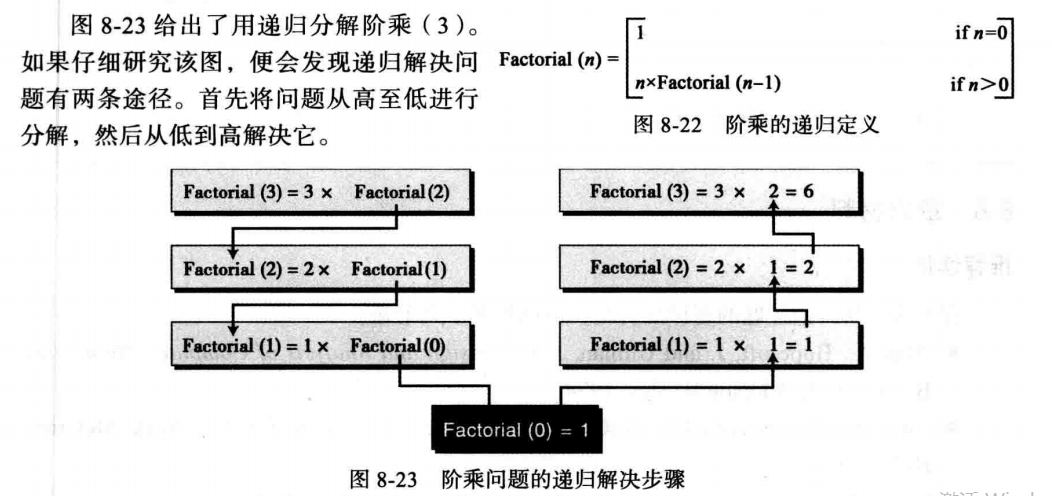 图 8-23 给出了用递归分解阶乘（3）。
如果仔细研究该图，便会发现递归解决问
题有两条途径。首先将问题从高至低进行
分解，然后从低到高解决它。
Factorial (n) =
1 if n=0
n×Factorial (n−1) if n>0
图 8-22 阶乘的递归定义
Factorial (3) = 3 × Factorial (2)
Factorial (3) = 3 × 2 = 6
Factorial (2) = 2 × Factorial (1)
Factorial (2) = 2 × 1 = 2
Factorial (1) = 1 × Factorial (0)
Factorial (1) = 1 × 1 = 1
Factorial (0) = 1
图 8-23 阶乘问题的递归解决步骤